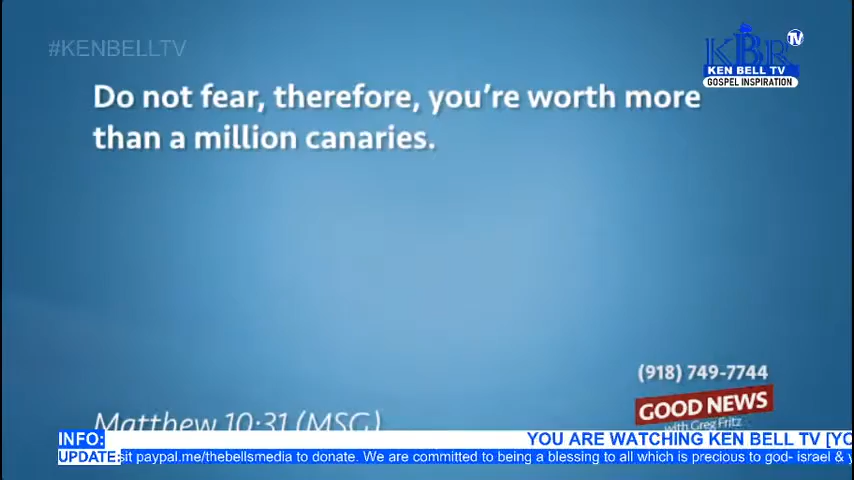 #KENBELLTV
KBR TV
KEN BELL TV
GOSPEL INSPIRATION
Do not fear, therefore, you're worth more
than a million canaries.
(918) 749-7744
GOOD NEWS
with Greg Fritz
Matthew 10:31 (MSG)
INFO: YOU ARE WATCHING KEN BELL TV [YO
UPDATE: sit paypal.me/thebellsmedia to donate. We are committed to being a blessing to all which is precious to god- israel & y